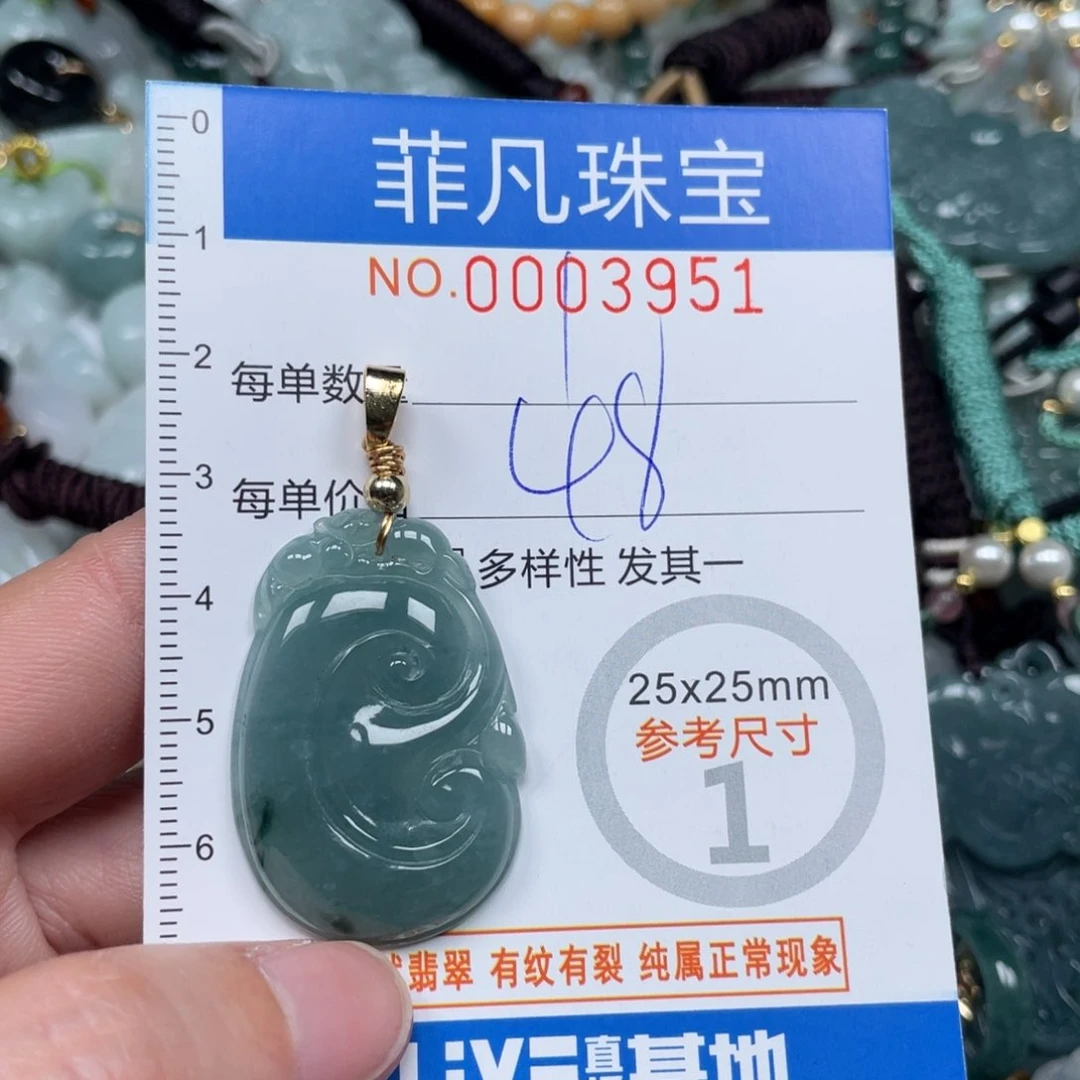 菲凡珠宝
NO.0003951
每单数
48
每单价
多样性 发其一
25x25mm
参考尺寸
1
翡翠 有纹有裂 纯属正常现象
LIVE 基地
0
1
2
3
4
5
6